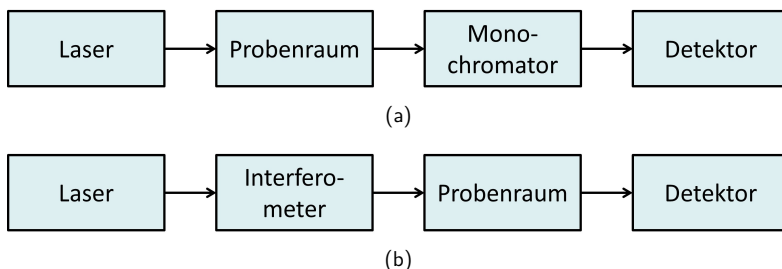 Laser
Probenraum
Mono-
chromator
Detektor
(a)
Laser
Interfero-
meter
Probenraum
Detektor
(b)